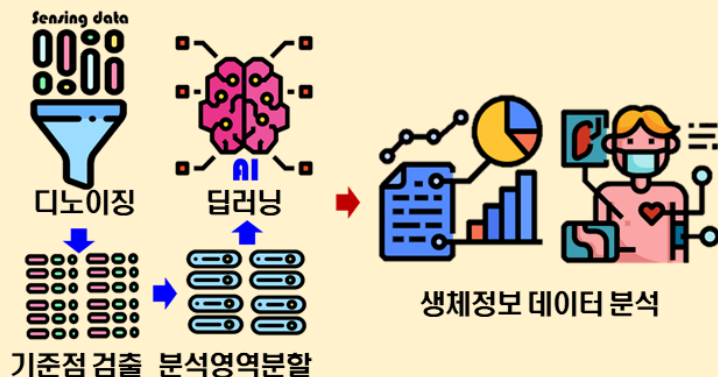 Sensing data
디노이징
AI
딥러닝
기준점 검출
분석영역분할
생체정보 데이터 분석